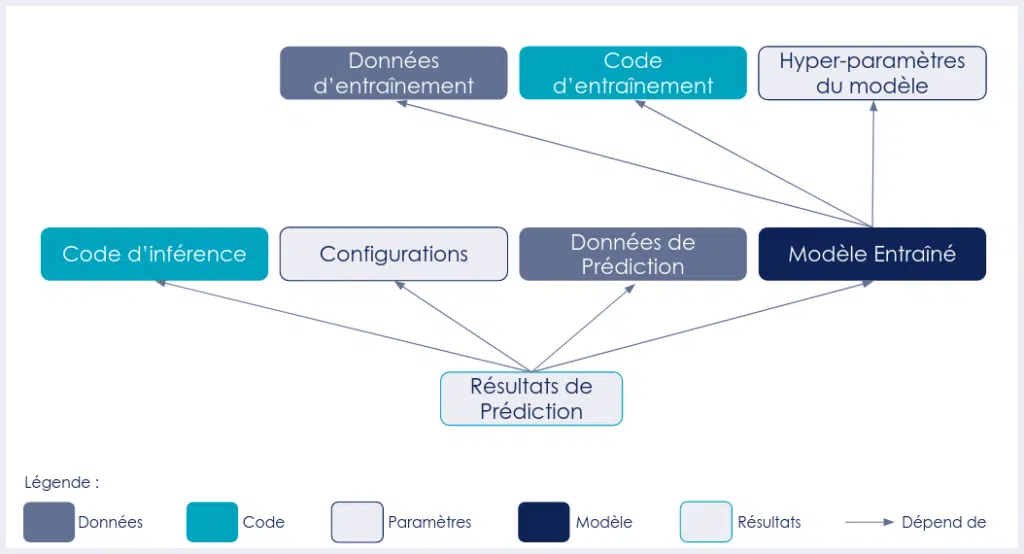 Données
d’entraînement
Code
d’entraînement
Hyper-paramètres
du modèle
Code d’inférence
Configurations
Données de
Prédiction
Modèle Entraîné
Résultats de
Prédiction
Légende :
Données
Code
Paramètres
Modèle
Résultats
Dépend de